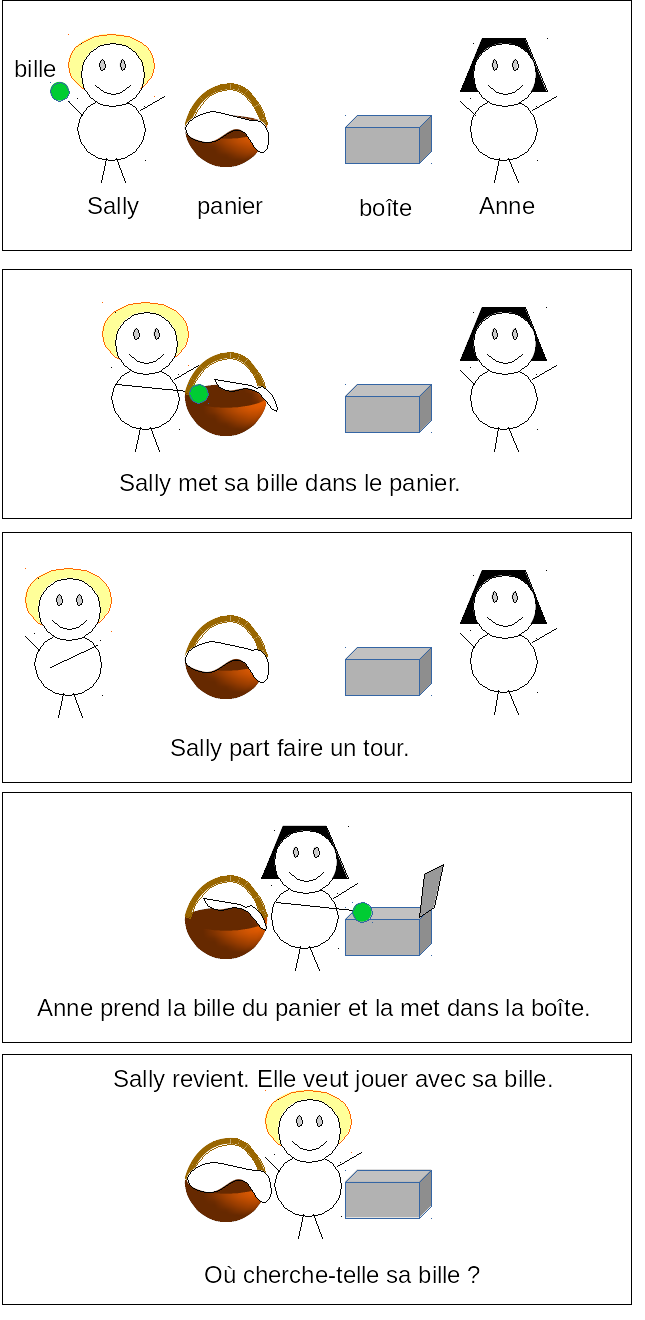 bille
Sally panier boîte Anne
Sally met sa bille dans le panier.
Sally part faire un tour.
Anne prend la bille du panier et la met dans la boîte.
Sally revient. Elle veut jouer avec sa bille.
Où cherche-telle sa bille ?